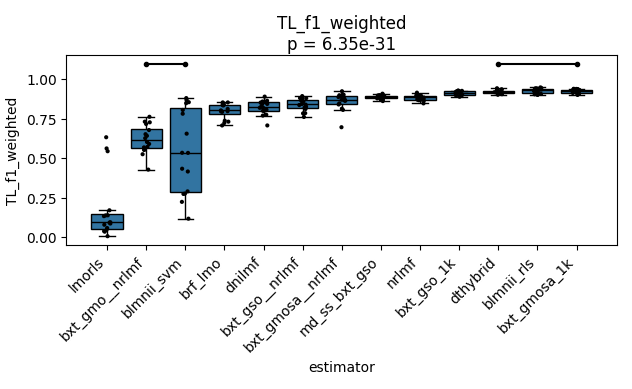 TL_f1_weighted
p = 6.35e-31
TL_f1_weighted
1.00
0.75
0.50
0.25
0.00
lmorls
bxt_gmo__nrlmf
blmnii_svm
brf_lmo
dnilmf
bxt_gso__nrlmf
bxt_gmosa__nrlmf
md_ss_bxt_gso
nrlmf
bxt_gso_1k
dthybrid
blmnii_rls
bxt_gmosa_1k
estimator